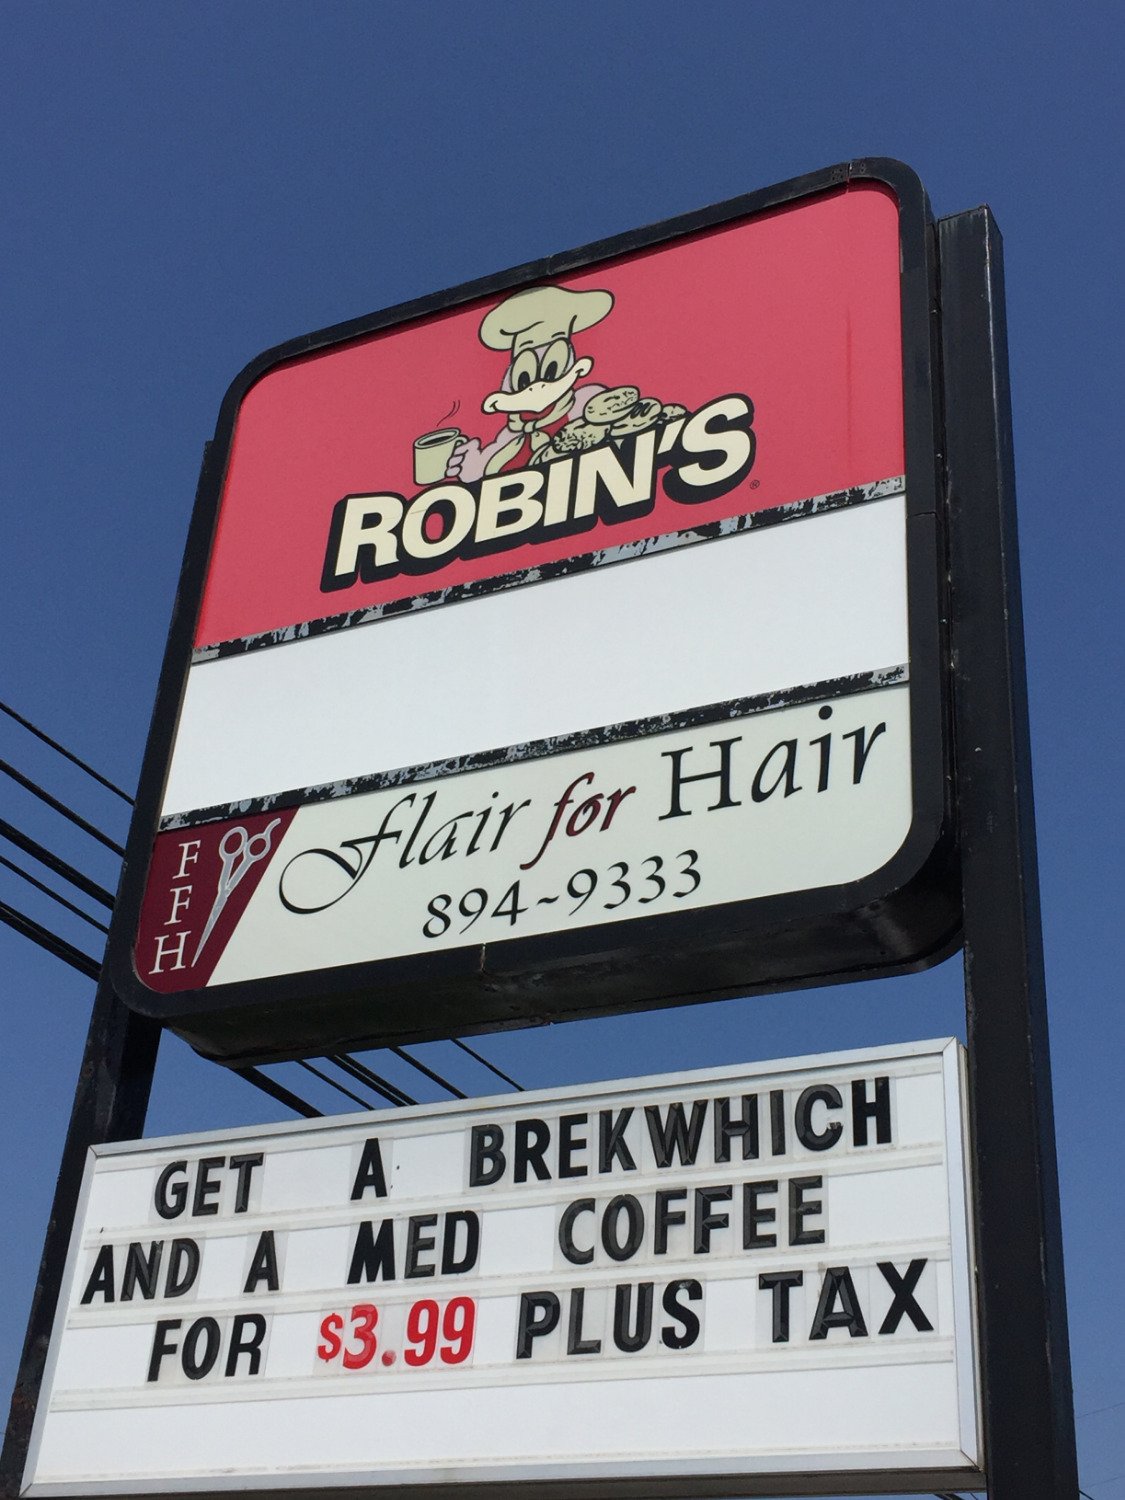 ROBIN'S
®
FFH
Flair for Hair
894~9333
GET A BREKWHICH
AND A MED COFFEE
FOR $3.99 PLUS TAX